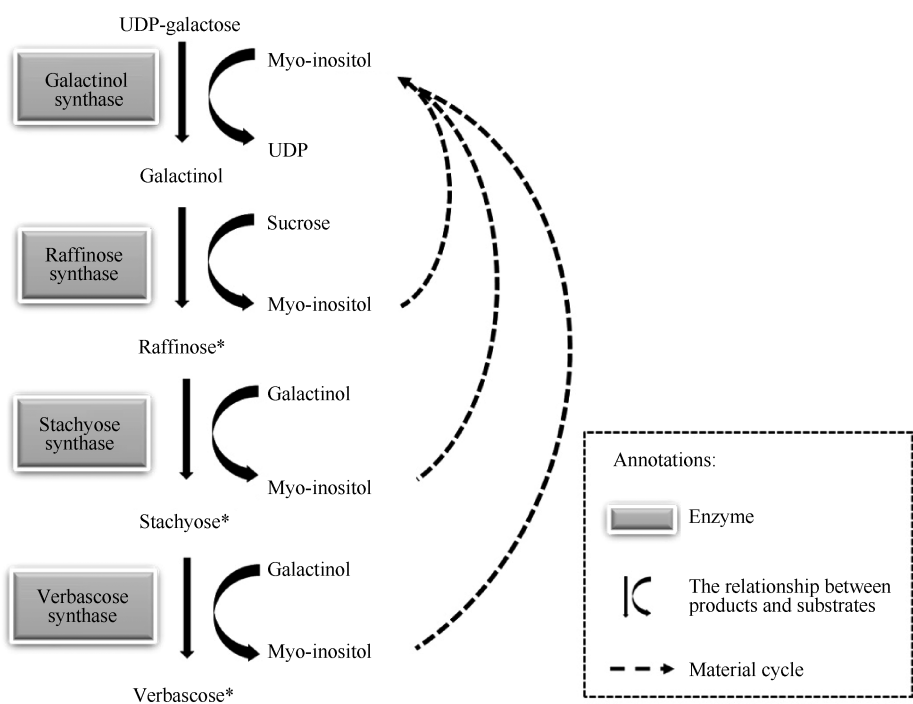 UDP-galactose
Galactinol
synthase
Myo-inositol
UDP
Galactinol
Raffinose
synthase
Sucrose
Myo-inositol
Raffinose*
Stachyose
synthase
Galactinol
Myo-inositol
Stachyose*
Verbascose
synthase
Galactinol
Myo-inositol
Verbascose*
Annotations:
Enzyme
The relationship between
products and substrates
Material cycle